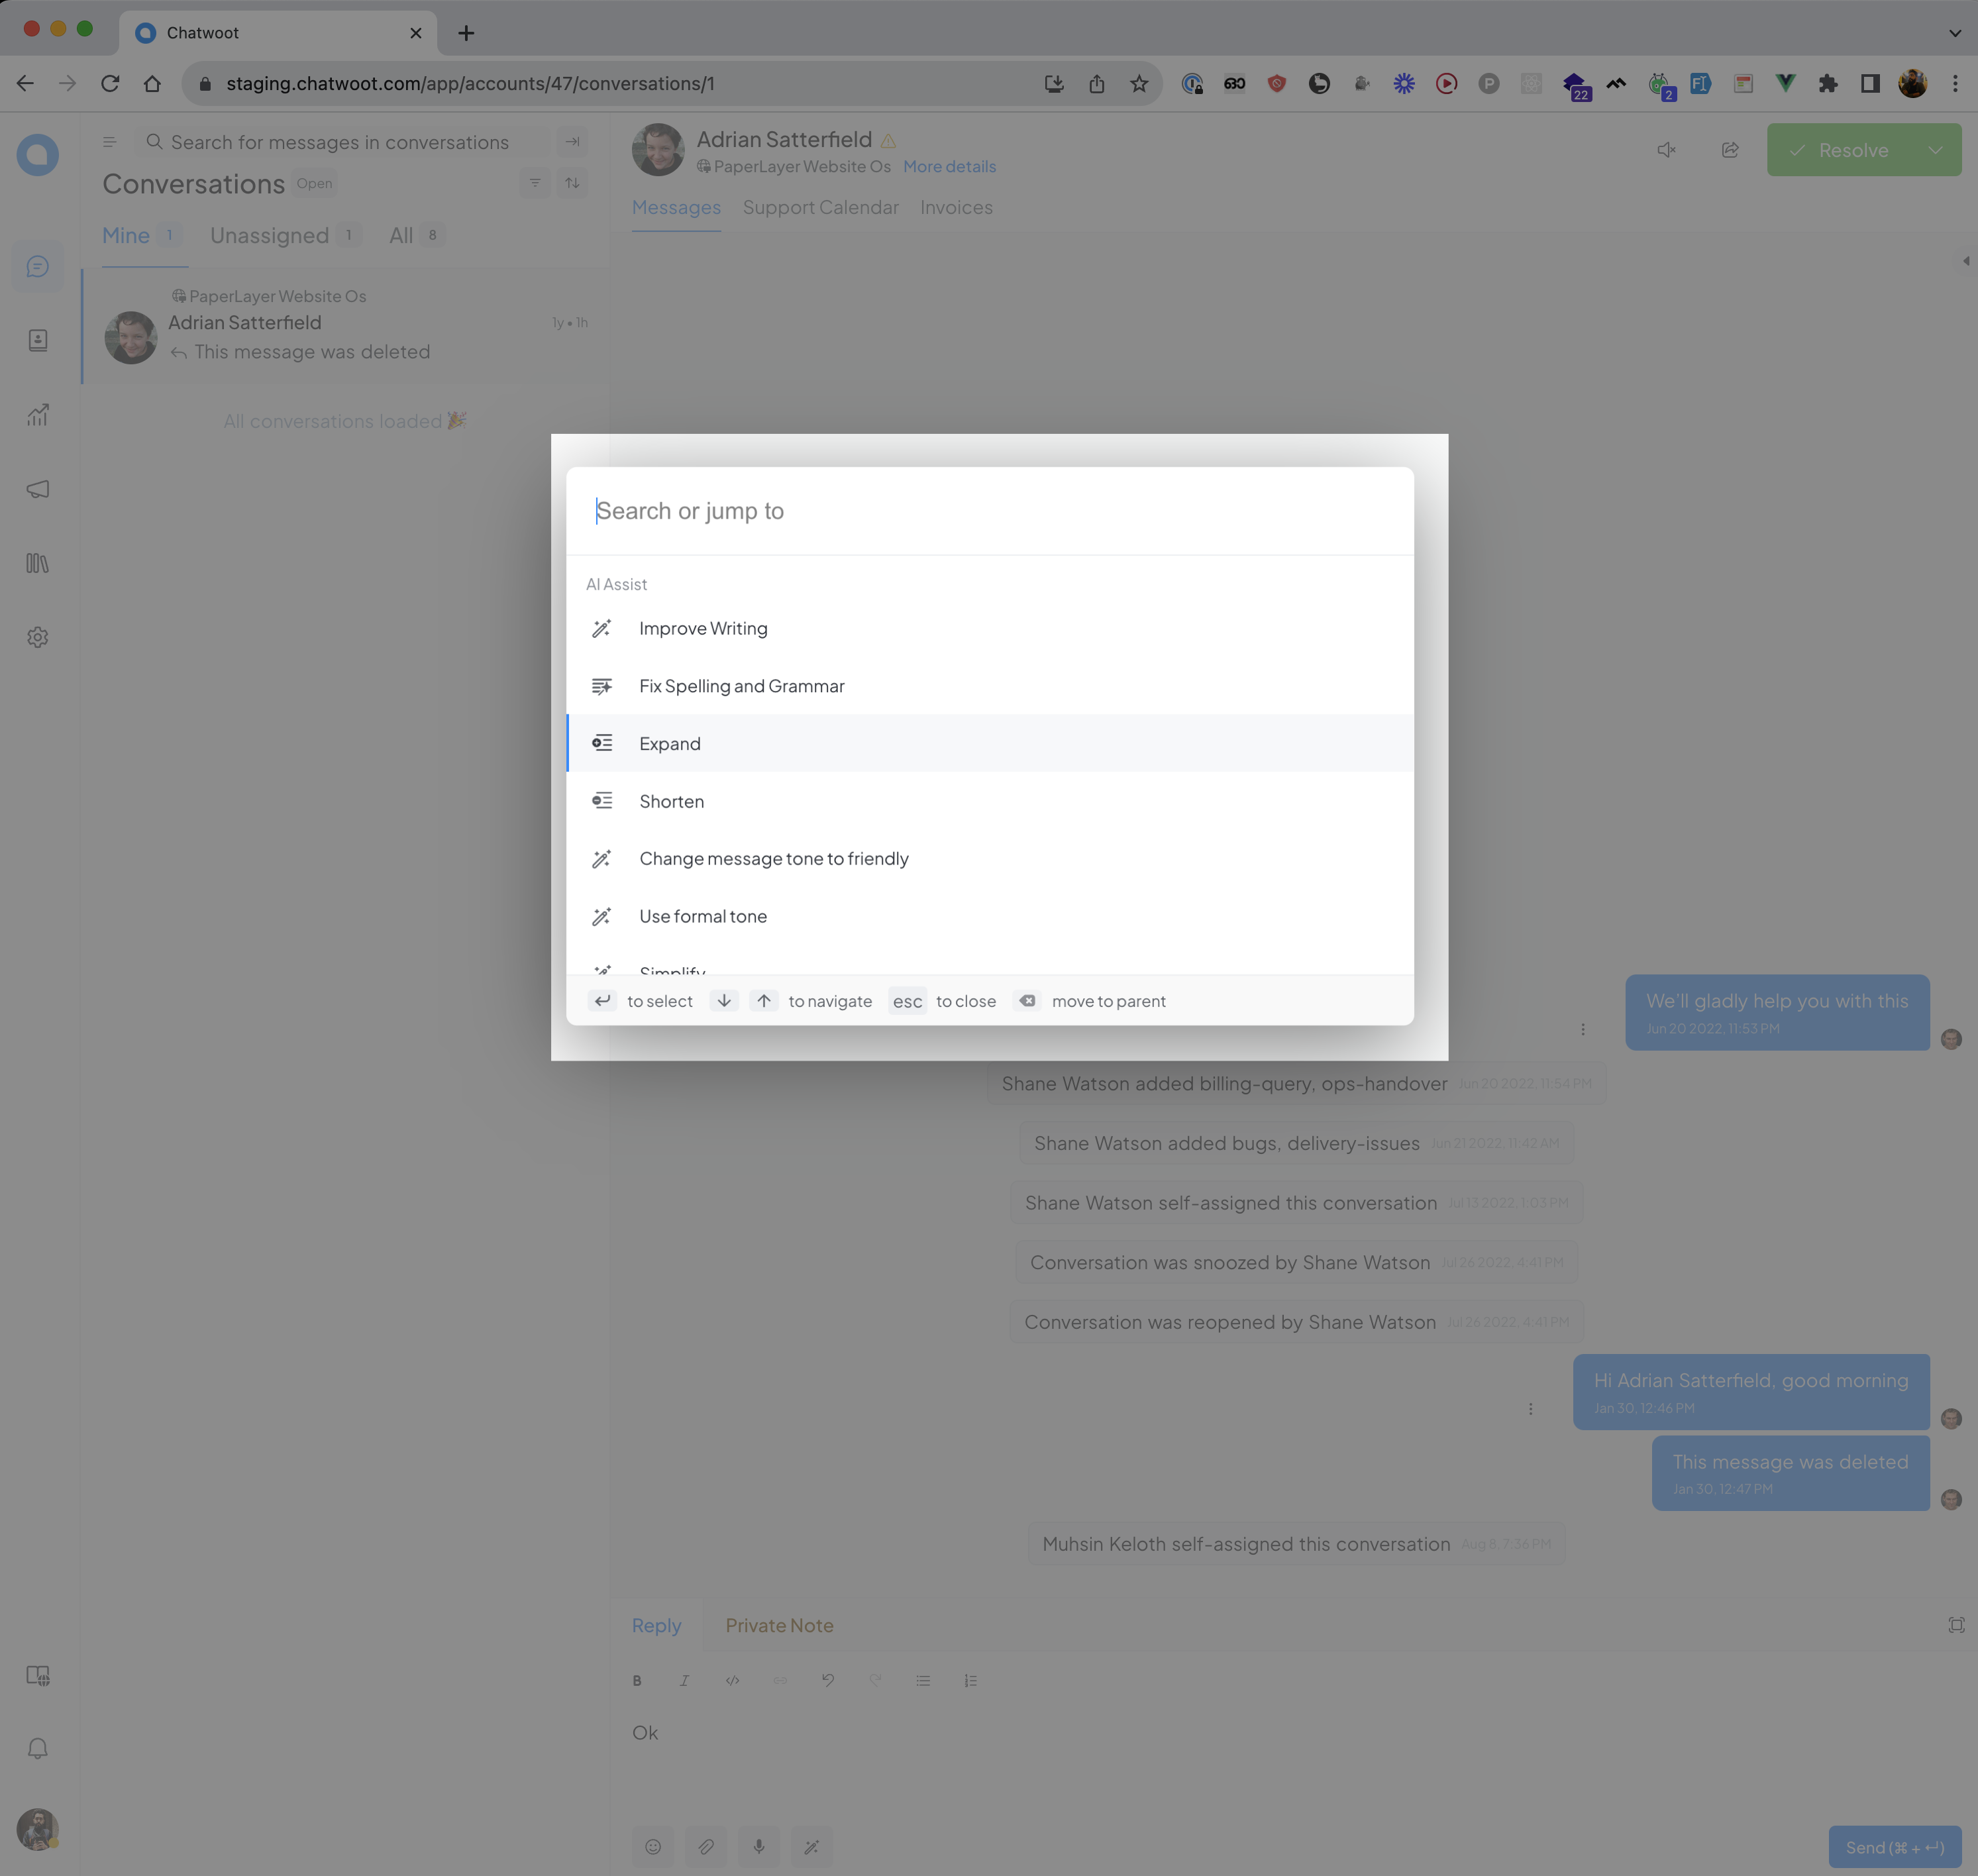 Chatwoot
staging.chatwoot.com/app/accounts/47/conversations/1
22
2
Search for messages in conversations
Conversations Open
Mine 1 Unassigned 1 All 8
PaperLayer Website Os
Adrian Satterfield
1y • 1h
This message was deleted
All conversations loaded 🎉
Adrian Satterfield
PaperLayer Website Os More details
Resolve
Messages Support Calendar Invoices
Search or jump to
AI Assist
Improve Writing
Fix Spelling and Grammar
Expand
Shorten
Change message tone to friendly
Use formal tone
Simplify
to select to navigate esc to close move to parent
We'll gladly help you with this
Jun 20 2022, 11:53 PM
Shane Watson added billing-query, ops-handover Jun 20 2022, 11:54 PM
Shane Watson added bugs, delivery-issues Jun 21 2022, 11:42 AM
Shane Watson self-assigned this conversation Jul 13 2022, 1:03 PM
Conversation was snoozed by Shane Watson Jul 26 2022, 4:41 PM
Conversation was reopened by Shane Watson Jul 26 2022, 4:41 PM
Hi Adrian Satterfield, good morning
Jan 30, 12:46 PM
This message was deleted
Jan 30, 12:47 PM
Muhsin Keloth self-assigned this conversation Aug 8, 7:36 PM
Reply Private Note
Ok
Send (⌘ + ↵)